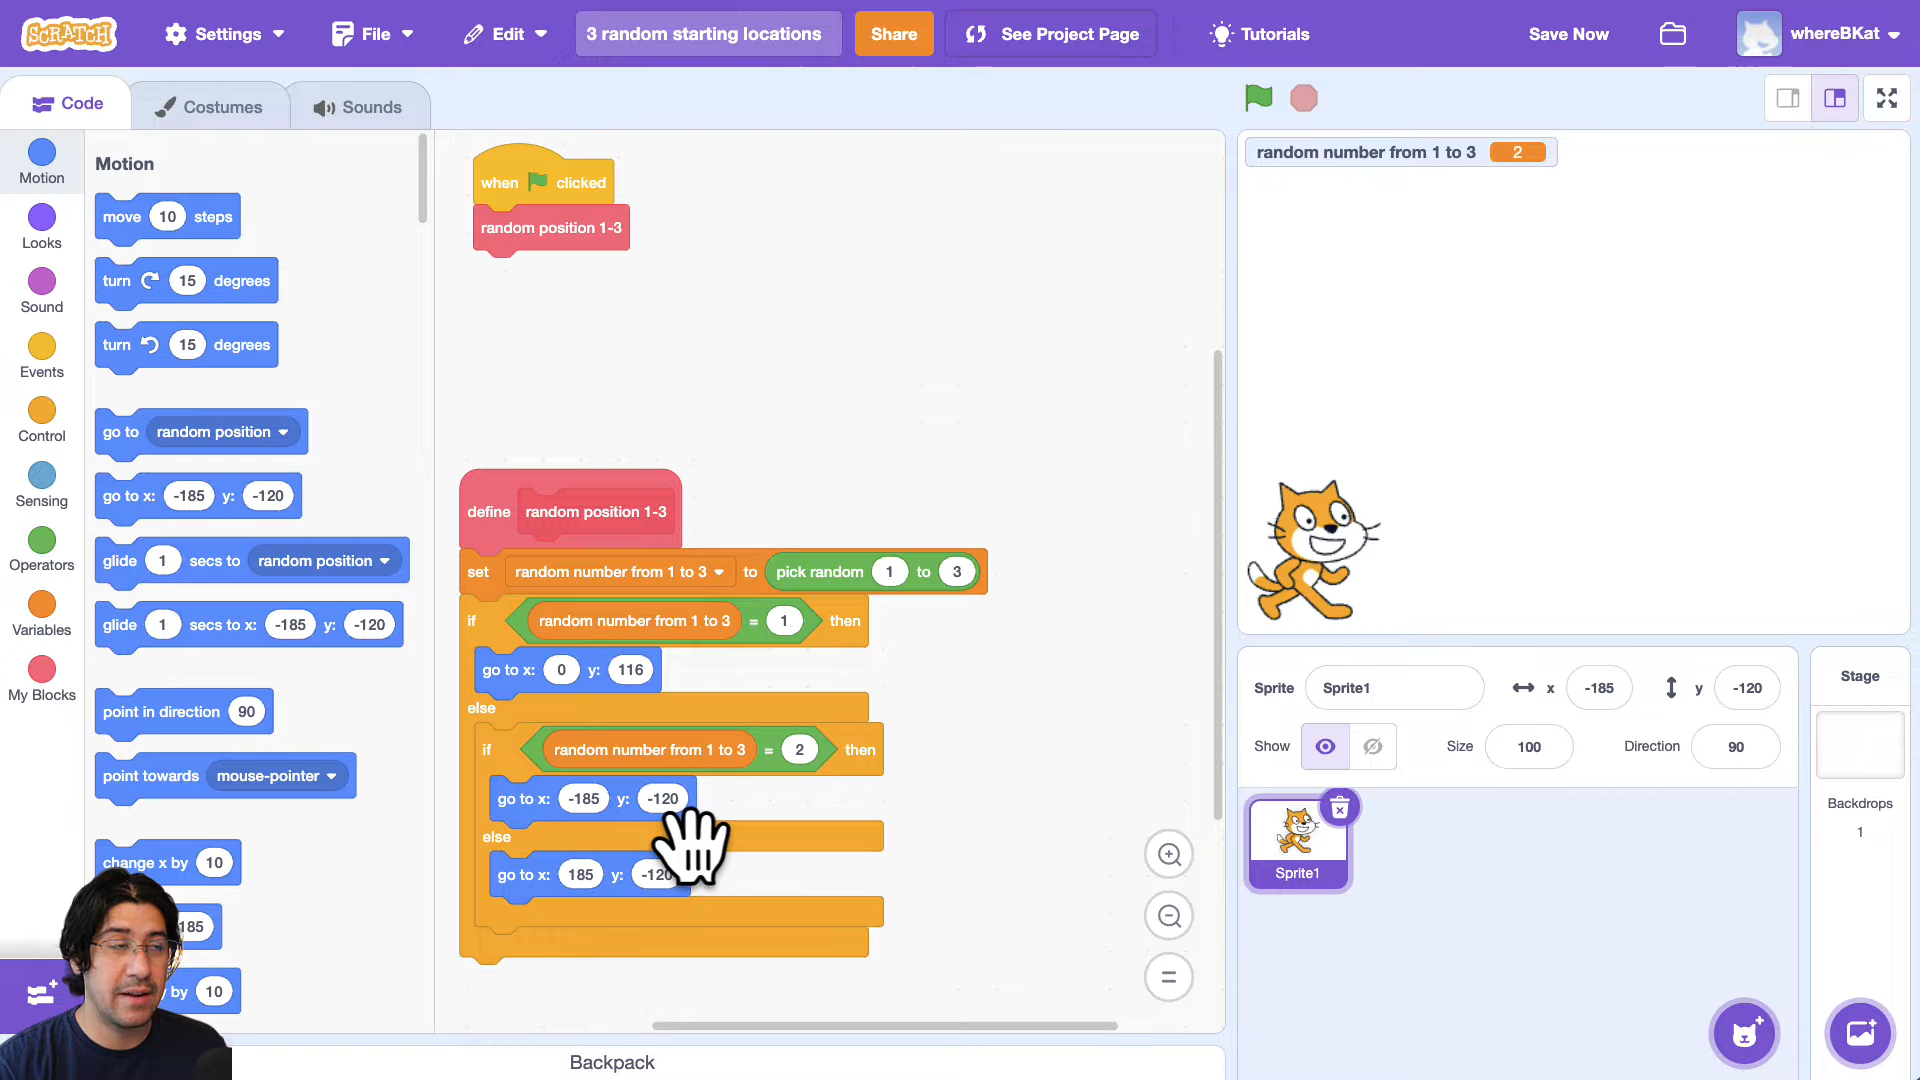 SCRATCH Settings File Edit 3 random starting locations Share See Project Page Tutorials Save Now whereBKat
Code Costumes Sounds
Motion
Looks
Sound
Events
Control
Sensing
Operators
Variables
My Blocks
Motion
move 10 steps
turn 15 degrees
turn 15 degrees
go to random position
go to x: -185 y: -120
glide 1 secs to random position
glide 1 secs to x: -185 y: -120
point in direction 90
point towards mouse-pointer
change x by 10
185
by 10
when clicked
random position 1-3
define random position 1-3
set random number from 1 to 3 to pick random 1 to 3
if random number from 1 to 3 = 1 then
go to x: 0 y: 116
else
if random number from 1 to 3 = 2 then
go to x: -185 y: -120
else
go to x: 185 y: -120
Backpack
random number from 1 to 3 2
Sprite Sprite1 x -185 y -120
Show Size 100 Direction 90
Sprite1
Stage
Backdrops
1